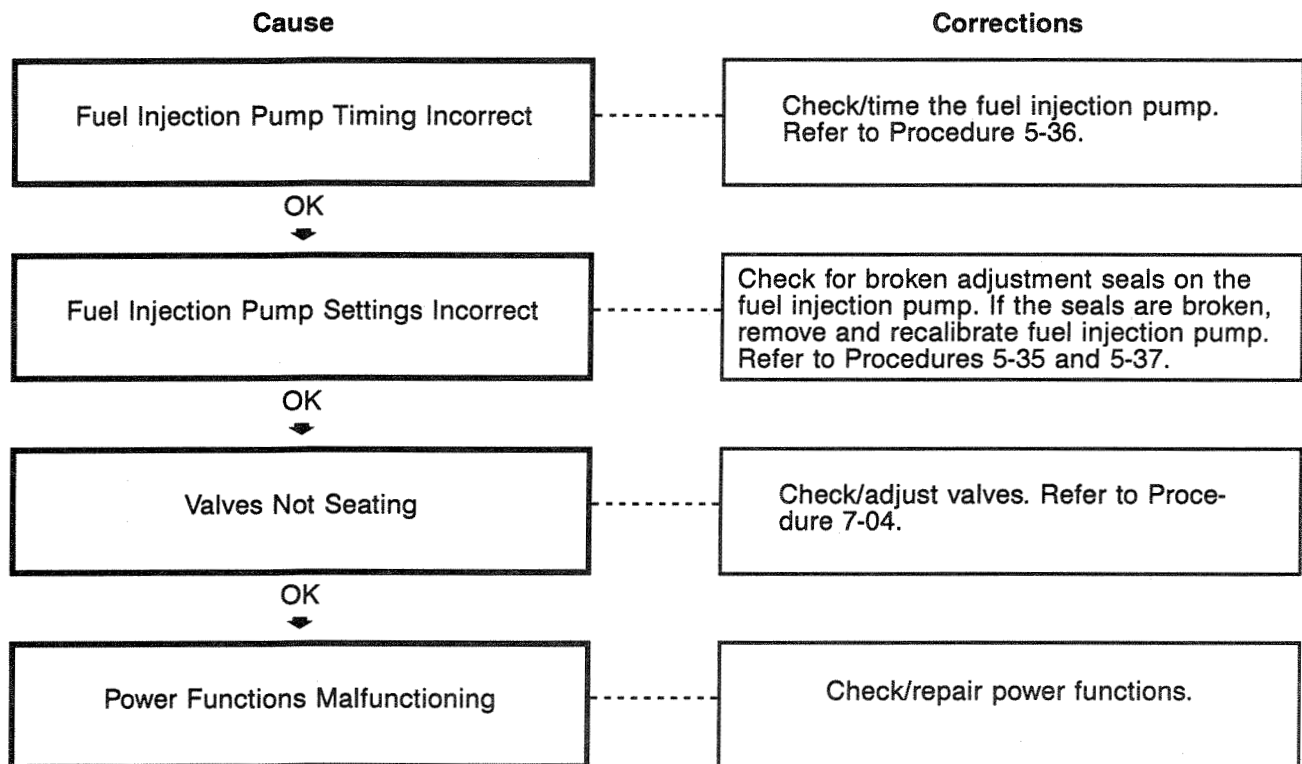 Cause
Corrections
Fuel Injection Pump Timing Incorrect
Check/time the fuel injection pump.
Refer to Procedure 5-36.
OK
Fuel Injection Pump Settings Incorrect
Check for broken adjustment seals on the
fuel injection pump. If the seals are broken,
remove and recalibrate fuel injection pump.
Refer to Procedures 5-35 and 5-37.
OK
Valves Not Seating
Check/adjust valves. Refer to Proce-
dure 7-04.
OK
Power Functions Malfunctioning
Check/repair power functions.